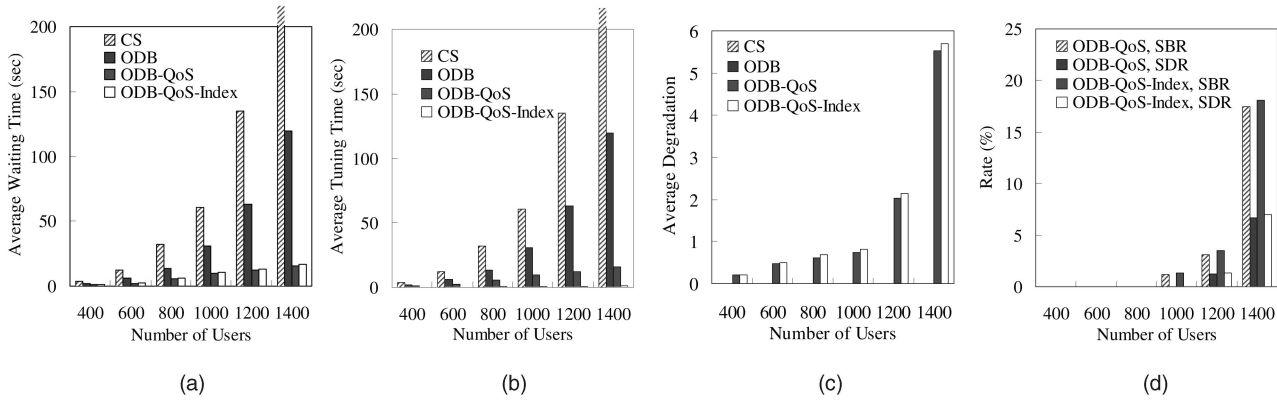 200
150
100
50
0
Average Waiting Time (sec)
CS
ODB
ODB-QoS
ODB-QoS-Index
400 600 800 1000 1200 1400
Number of Users
(a)
200
150
100
50
0
Average Tuning Time (sec)
CS
ODB
ODB-QoS
ODB-QoS-Index
400 600 800 1000 1200 1400
Number of Users
(b)
6
5
4
3
2
1
0
Average Degradation
CS
ODB
ODB-QoS
ODB-QoS-Index
400 600 800 1000 1200 1400
Number of Users
(c)
25
20
15
10
5
0
Rate (%)
ODB-QoS, SBR
ODB-QoS, SDR
ODB-QoS-Index, SBR
ODB-QoS-Index, SDR
400 600 800 1000 1200 1400
Number of Users
(d)